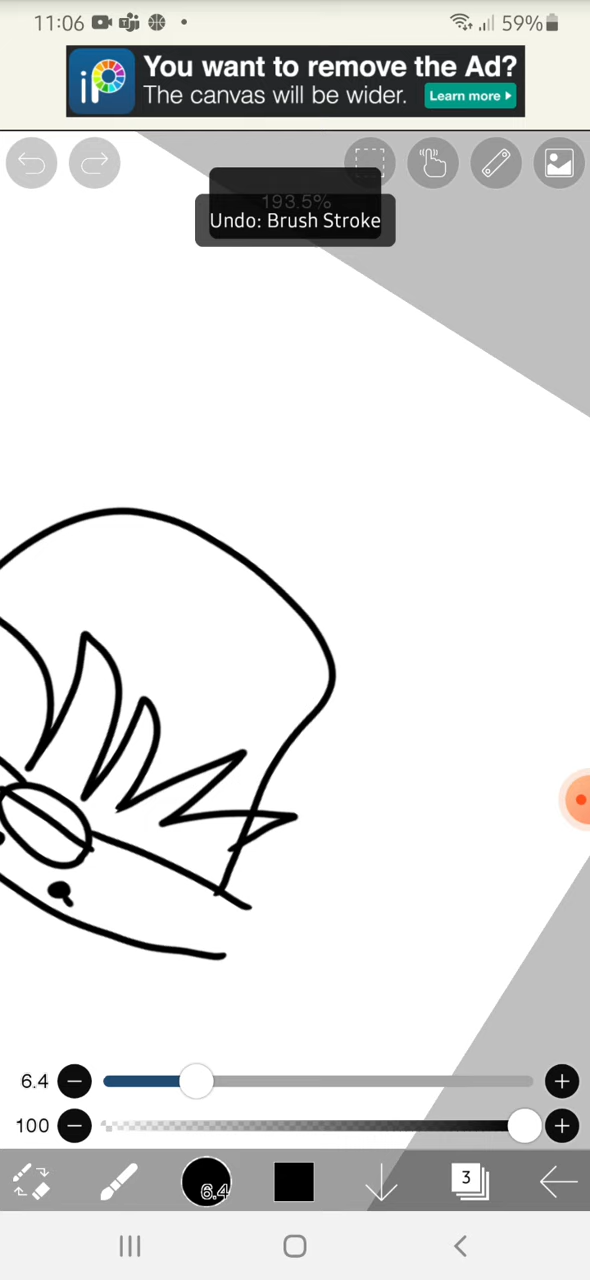 11:06
59%
iP
You want to remove the Ad?
The canvas will be wider.
Learn more
193.5%
Undo: Brush Stroke
6.4
100
6.4
3